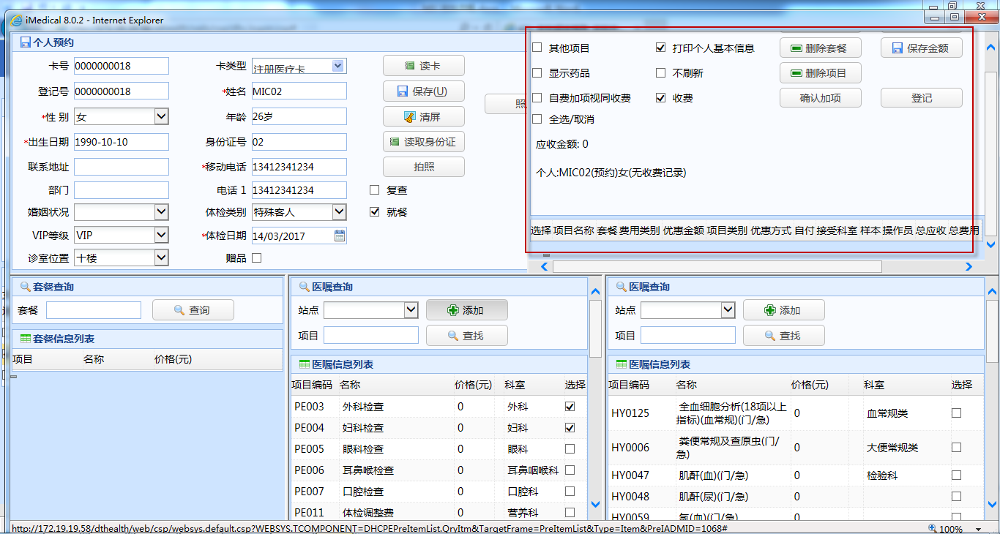 iMedical 8.0.2 - Internet Explorer
个人预约
卡号 0000000018 卡类型 注册医疗卡 读卡
登记号 0000000018 *姓名 MIC02 保存(U)
照
*性 别 女 年龄 26岁 清屏
*出生日期 1990-10-10 身份证号 02 读取身份证
联系地址 *移动电话 13412341234 拍照
部门 电话 1 13412341234 复查
婚姻状况 体检类别 特殊客人 就餐
VIP等级 VIP *体检日期 14/03/2017
诊室位置 十楼 赠品
其他项目 打印个人基本信息 删除套餐 保存金额
显示药品 不刷新 删除项目
自费加项视同收费 收费 确认加项 登记
全选/取消
应收金额: 0
个人:MIC02(预约)女(无收费记录)
选择 项目名称 套餐 费用类别 优惠金额 项目类别 优惠方式 自付 接受科室 样本 操作员 总应收 总费用
套餐查询
套餐 查询
套餐信息列表
项目 名称 价格(元)
医嘱查询
站点 添加
项目 查找
医嘱信息列表
项目编码 名称 价格(元) 科室 选择
PE003 外科检查 0 外科
PE004 妇科检查 0 妇科
PE005 眼科检查 0 眼科
PE006 耳鼻喉检查 0 耳鼻咽喉科
PE007 口腔检查 0 口腔科
PE011 体检调整费 0 营养科
医嘱查询
站点 添加
项目 查找
医嘱信息列表
项目编码 名称 价格(元) 科室 选择
HY0125 全血细胞分析(18项以上指标)(血常规)(门/急) 0 血常规类
HY0006 粪便常规及查原虫(门/急) 0 大便常规类
HY0047 肌酐(血)(门/急) 0 检验科
HY0048 肌酐(尿)(门/急) 0
HY0059 氨(血)(门/急) 0
http://172.19.19.58/dthealth/web/csp/websys.default.csp?WEBSYS.TCOMPONENT=DHCPEPreItemList.QryItm&TargetFrame=PreItemList&Type=Item&PreIADMID=1068#
100%